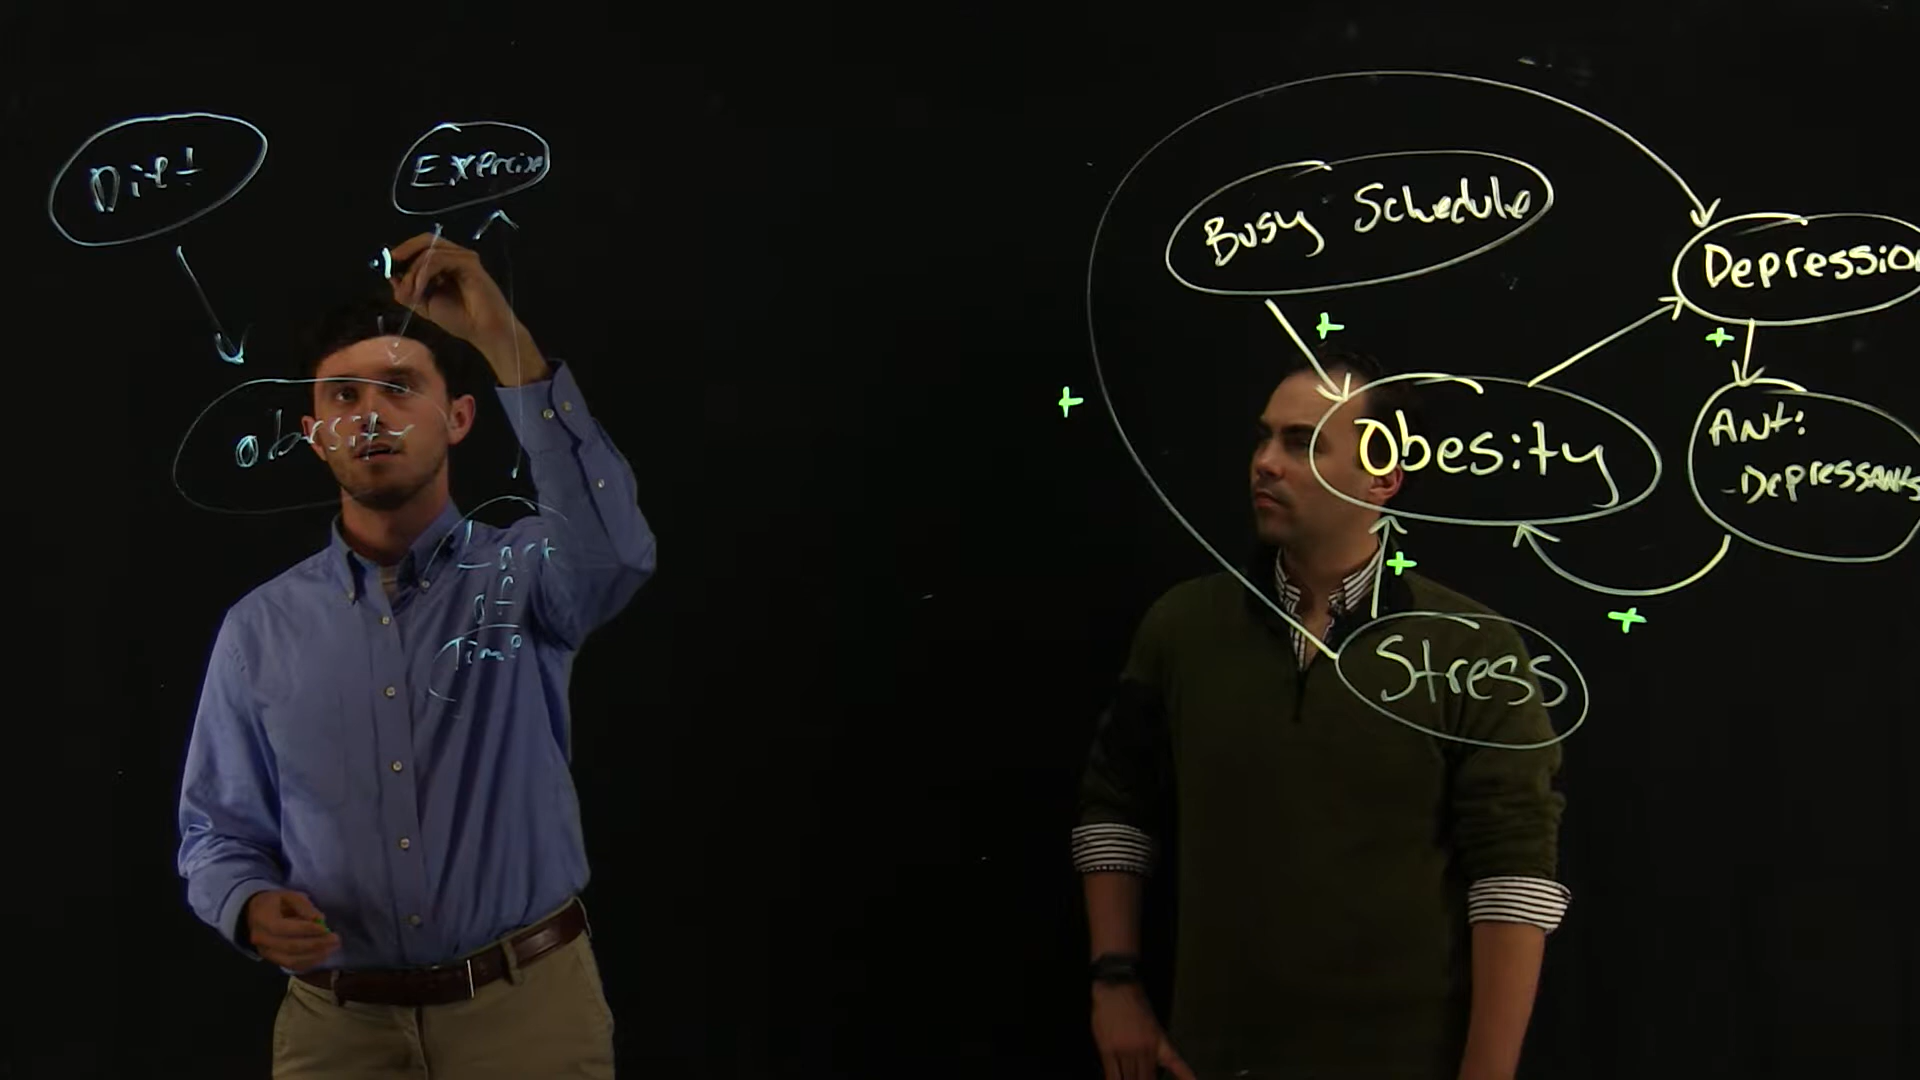 Diet
Exercise
obesity
Lack
of
Time
Busy Schedule
Depression
+
+
+
Obesity
Anti
-Depressants
+
+
Stress